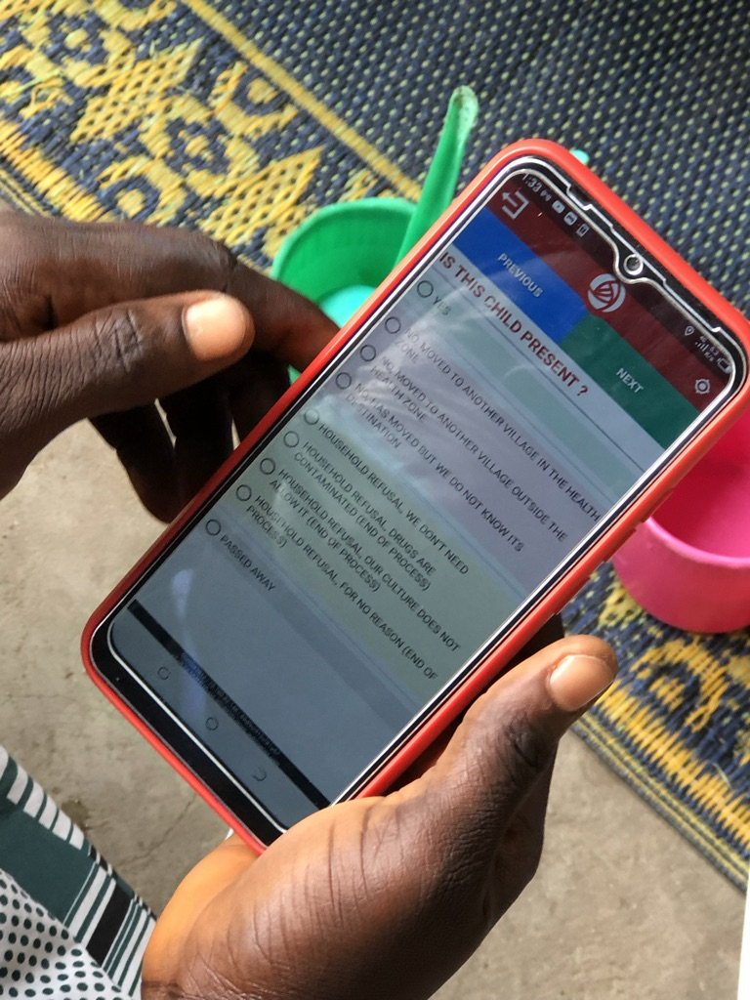 1:33
PREVIOUS
NEXT
IS THIS CHILD PRESENT ?
YES
NO, MOVED TO ANOTHER VILLAGE IN THE HEALTH
ZONE
NO, MOVED TO ANOTHER VILLAGE OUTSIDE THE
HEALTH ZONE
NO, HAS MOVED BUT WE DO NOT KNOW ITS
DESTINATION
HOUSEHOLD REFUSAL, WE DON'T NEED
HOUSEHOLD REFUSAL, DRUGS ARE
CONTAMINATED (END OF PROCESS)
HOUSEHOLD REFUSAL, OUR CULTURE DOES NOT
ALLOW IT (END OF PROCESS)
HOUSEHOLD REFUSAL, FOR NO REASON (END OF
PROCESS)
PASSED AWAY